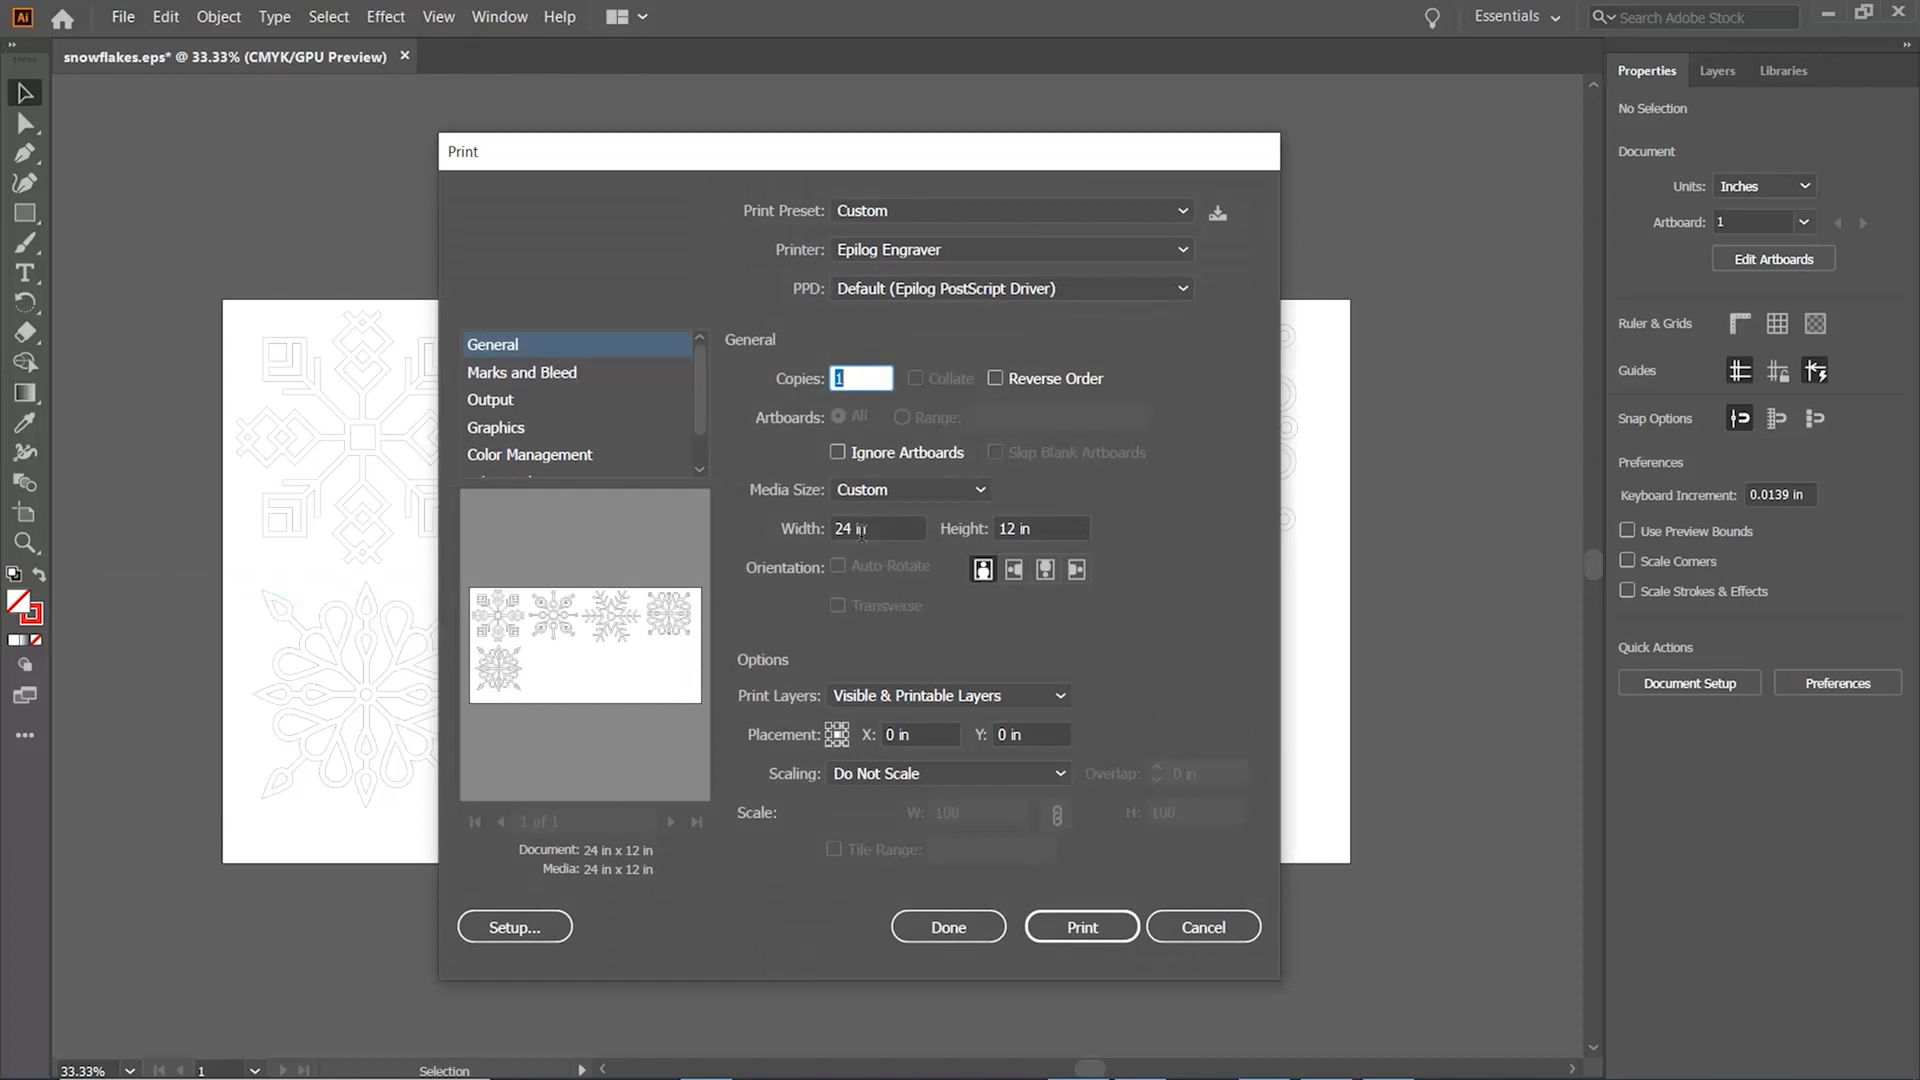 Ai File Edit Object Type Select Effect View Window Help Essentials Search Adobe Stock
snowflakes.eps* @ 33.33% (CMYK/GPU Preview)
Print
Print Preset: Custom
Printer: Epilog Engraver
PPD: Default (Epilog PostScript Driver)
General
Marks and Bleed
Output
Graphics
Color Management
1 of 1
Document: 24 in x 12 in
Media: 24 in x 12 in
General
Copies: 1 Collate Reverse Order
Artboards: All Range:
Ignore Artboards Skip Blank Artboards
Media Size: Custom
Width: 24 in Height: 12 in
Orientation: Auto-Rotate
Transverse
Options
Print Layers: Visible & Printable Layers
Placement: X: 0 in Y: 0 in
Scaling: Do Not Scale Overlap: 0 in
Scale: W: 100 H: 100
Tile Range:
Setup... Done Print Cancel
Properties Layers Libraries
No Selection
Document
Units: Inches
Artboard: 1
Edit Artboards
Ruler & Grids
Guides
Snap Options
Preferences
Keyboard Increment: 0.0139 in
Use Preview Bounds
Scale Corners
Scale Strokes & Effects
Quick Actions
Document Setup Preferences
33.33% 1 Selection